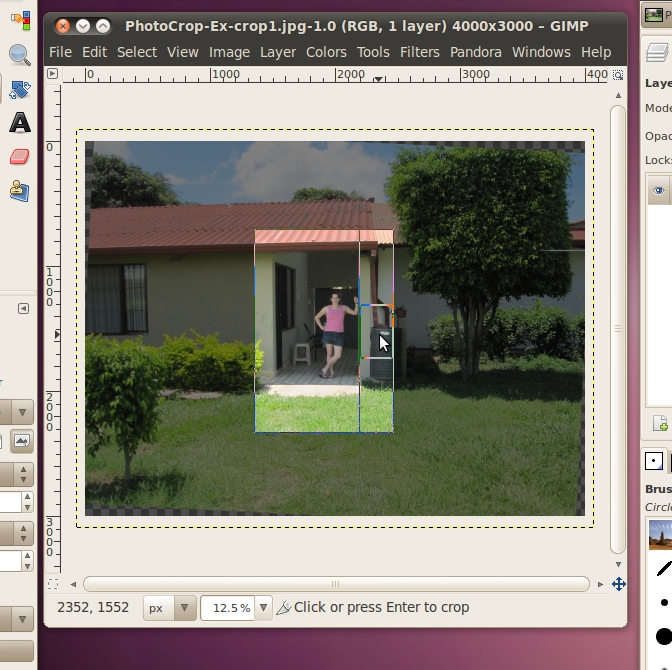 PhotoCrop-Ex-crop1.jpg-1.0 (RGB, 1 layer) 4000x3000 – GIMP
File Edit Select View Image Layer Colors Tools Filters Pandora Windows Help
0 1000 2000 3000 400
0
1000
2000
3000
P
Laye
Mode
Opac
Lock:
Brus
Circle
2352, 1552 px 12.5% Click or press Enter to crop